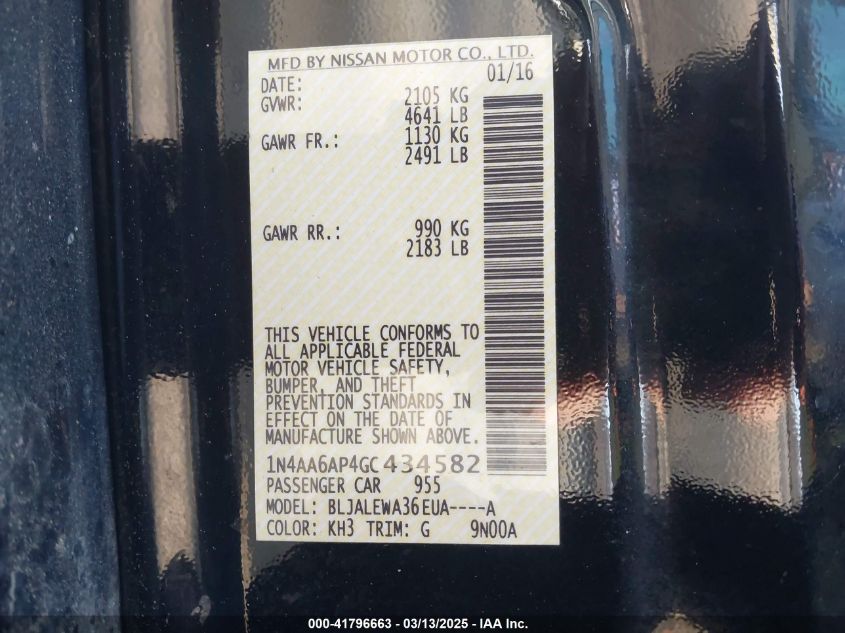 MFD BY NISSAN MOTOR CO., LTD.
DATE: 01/16
GVWR: 2105 KG
4641 LB
GAWR FR.: 1130 KG
2491 LB
GAWR RR.: 990 KG
2183 LB
THIS VEHICLE CONFORMS TO
ALL APPLICABLE FEDERAL
MOTOR VEHICLE SAFETY,
BUMPER, AND THEFT
PREVENTION STANDARDS IN
EFFECT ON THE DATE OF
MANUFACTURE SHOWN ABOVE.
1N4AA6AP4GC434582
PASSENGER CAR 955
MODEL: BLJALEWA36EUA----A
COLOR: KH3 TRIM: G 9N00A
000-41796663 - 03/13/2025 - IAA Inc.